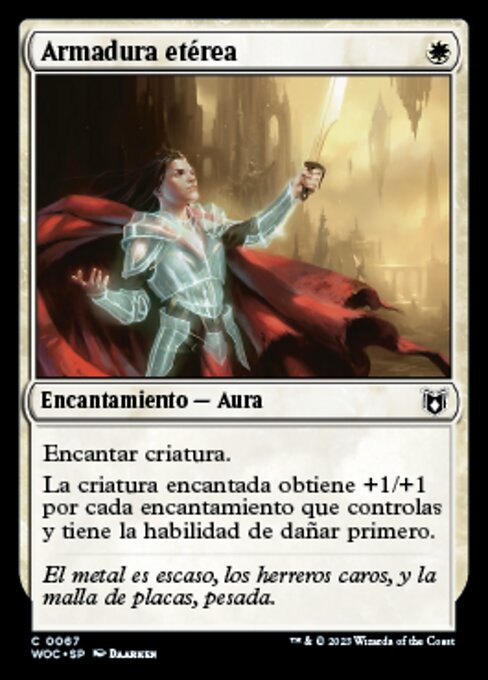 Armadura etérea
Encantamiento — Aura
Encantar criatura.
La criatura encantada obtiene +1/+1
por cada encantamiento que controlas
y tiene la habilidad de dañar primero.
El metal es escaso, los herreros caros, y la
malla de placas, pesada.
C 0067
WOC • SP Daarken
™ & © 2023 Wizards of the Coast